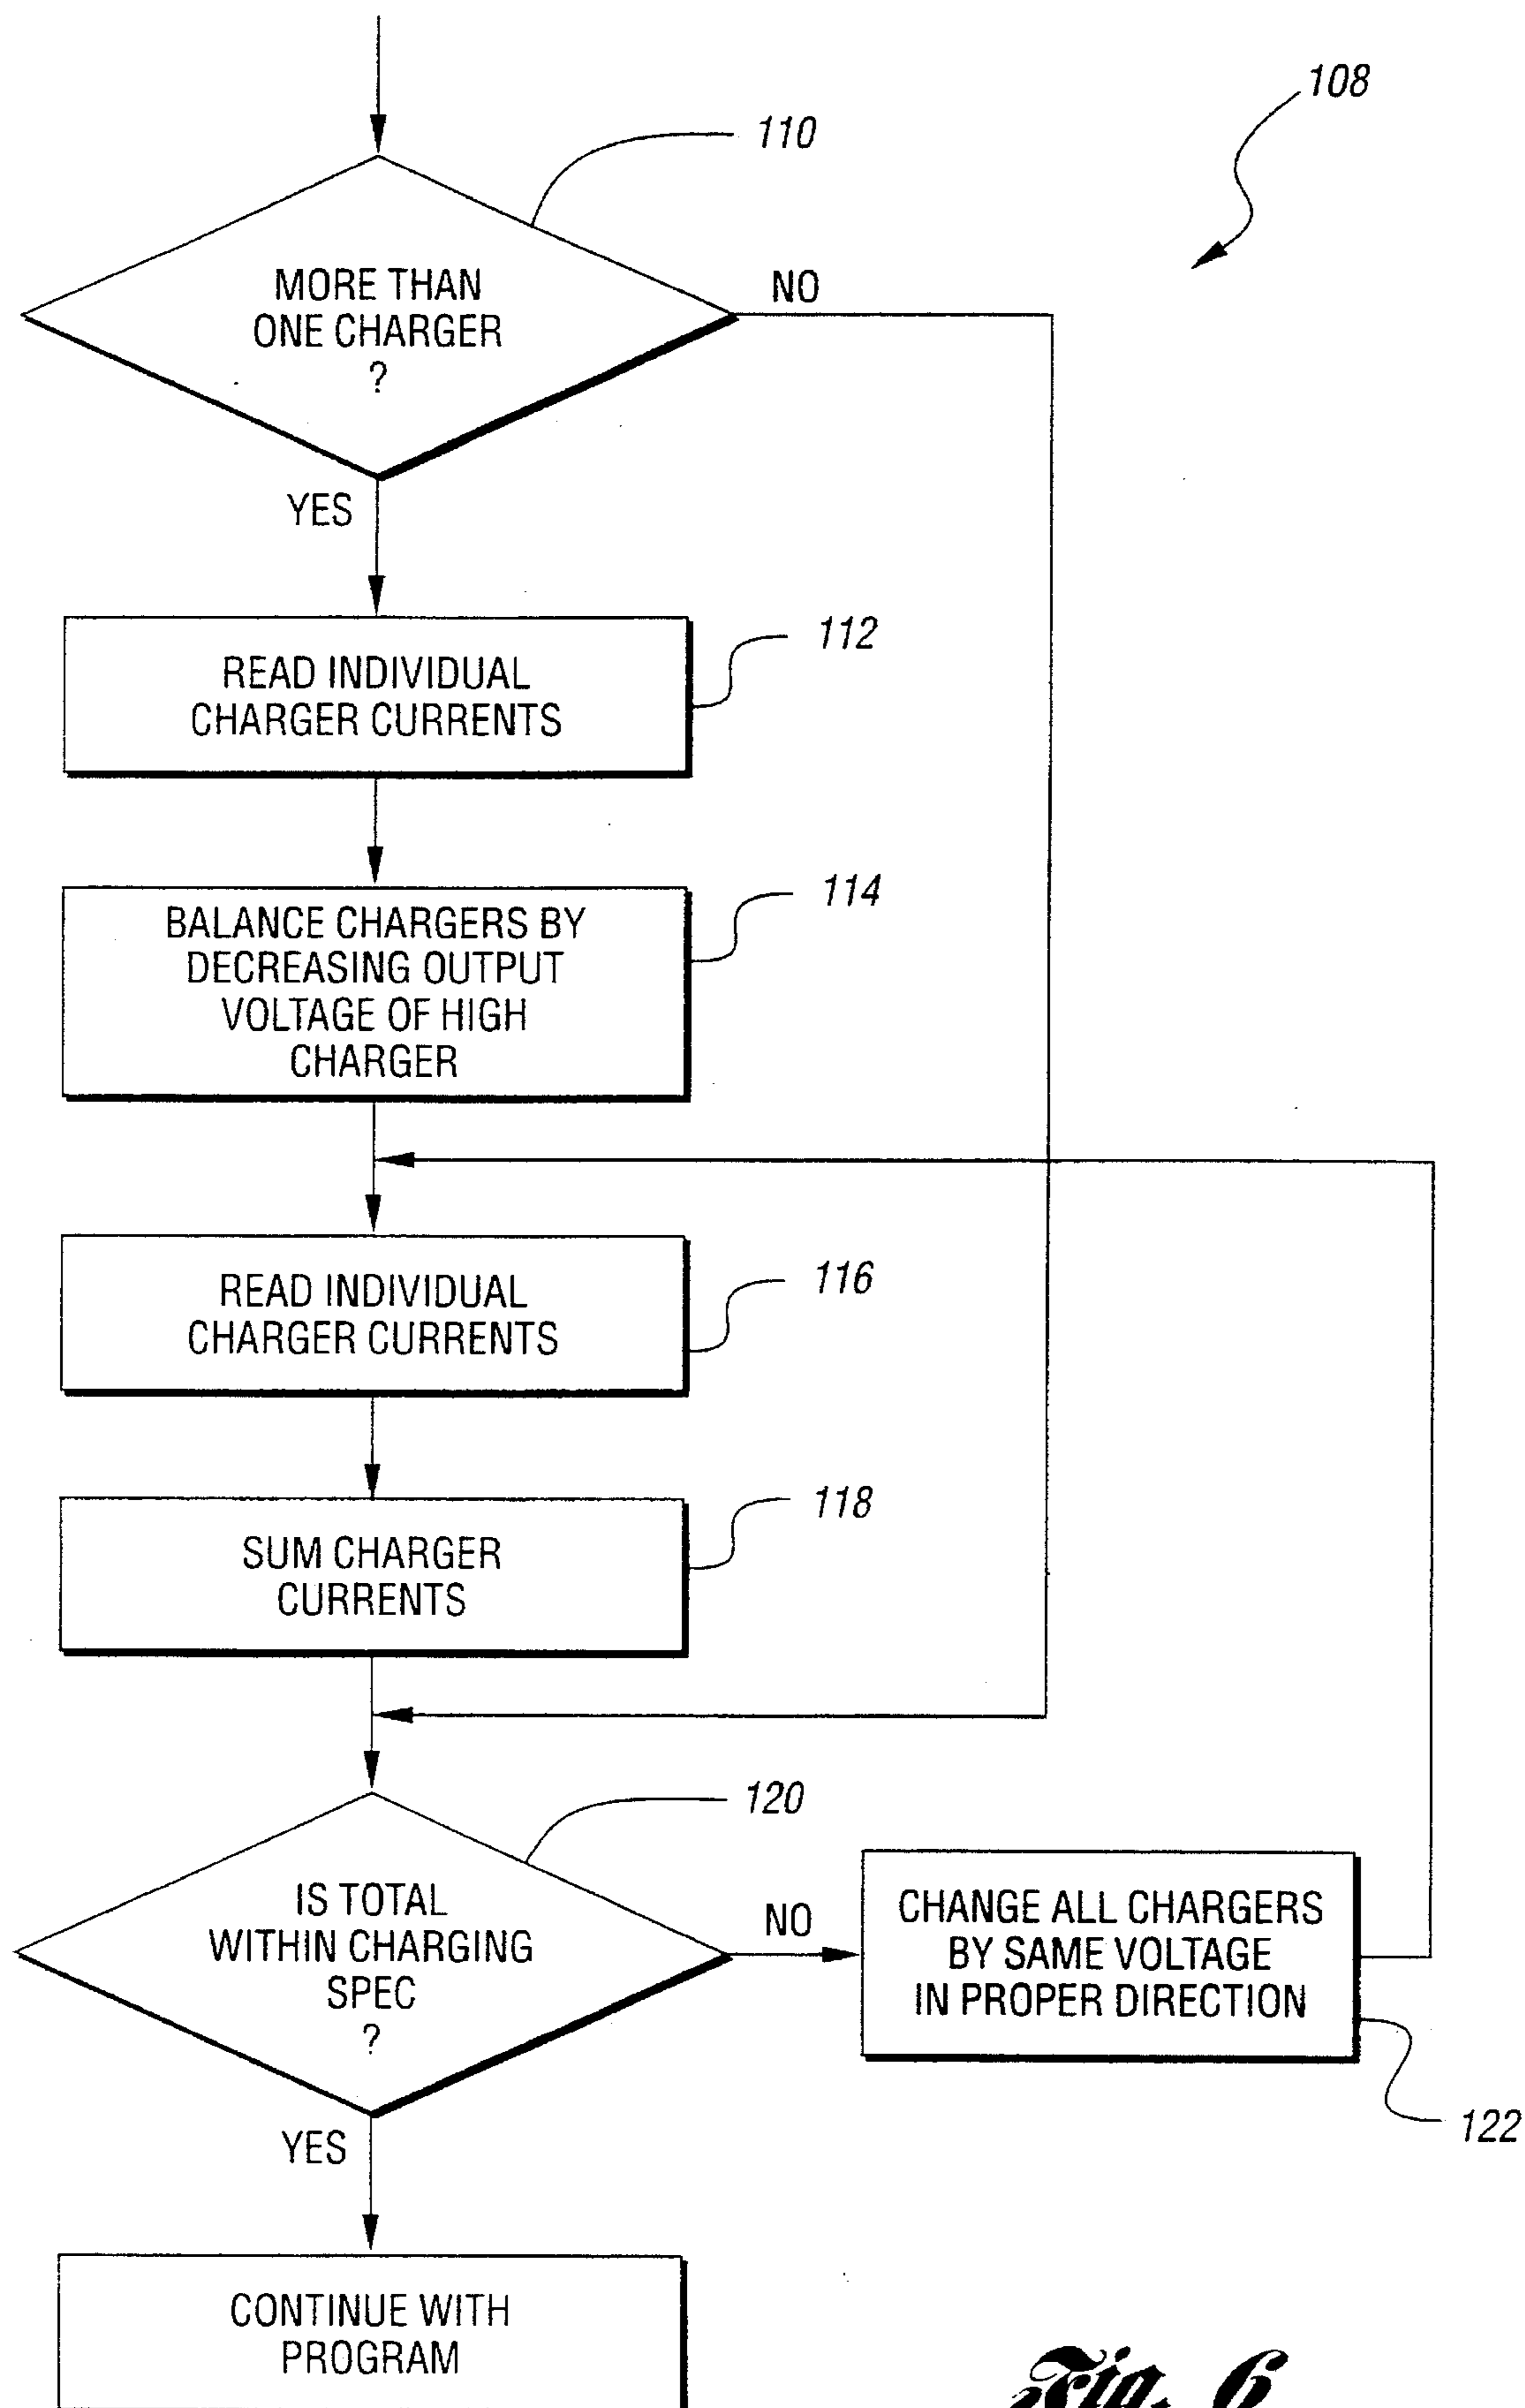 108
110
MORE THAN
ONE CHARGER
?
NO
YES
112
READ INDIVIDUAL
CHARGER CURRENTS
114
BALANCE CHARGERS BY
DECREASING OUTPUT
VOLTAGE OF HIGH
CHARGER
116
READ INDIVIDUAL
CHARGER CURRENTS
118
SUM CHARGER
CURRENTS
120
IS TOTAL
WITHIN CHARGING
SPEC
?
NO
CHANGE ALL CHARGERS
BY SAME VOLTAGE
IN PROPER DIRECTION
122
YES
CONTINUE WITH
PROGRAM
Fig. 6